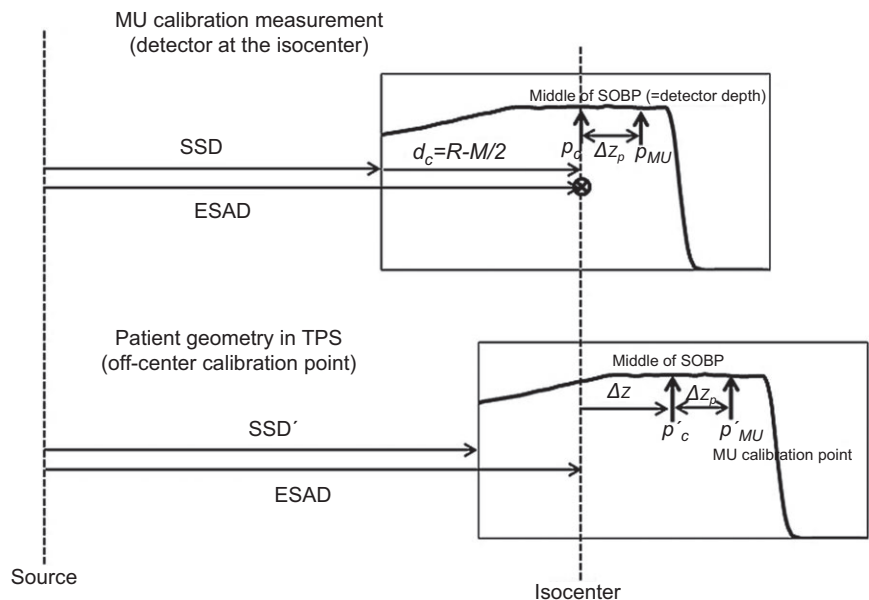 MU calibration measurement
(detector at the isocenter)
Middle of SOBP (=detector depth)
SSD
d_c=R-M/2
p_c
Δz_p
p_MU
ESAD
Patient geometry in TPS
(off-center calibration point)
Middle of SOBP
Δz
Δz_p
p´_c
p´_MU
MU calibration point
SSD´
ESAD
Source
Isocenter